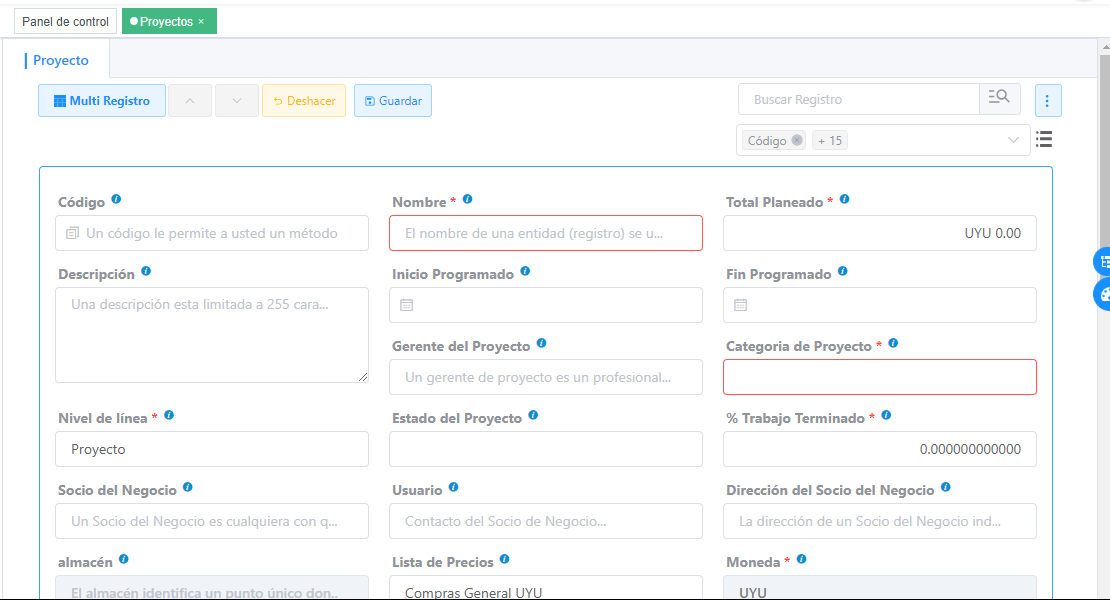 Panel de control
Proyectos ×
Proyecto
Multi Registro
Deshacer
Guardar
Buscar Registro
Código
+ 15
Código
Nombre *
Total Planeado *
Un código le permite a usted un método
El nombre de una entidad (registro) se u...
UYU 0.00
Descripción
Inicio Programado
Fin Programado
Una descripción esta limitada a 255 cara...
Gerente del Proyecto
Categoria de Proyecto *
Un gerente de proyecto es un profesional...
Nivel de línea *
Estado del Proyecto
% Trabajo Terminado *
Proyecto
0.000000000000
Socio del Negocio
Usuario
Dirección del Socio del Negocio
Un Socio del Negocio es cualquiera con q...
Contacto del Socio de Negocio...
La dirección de un Socio del Negocio ind...
almacén
Lista de Precios
Moneda *
El almacén identifica un punto único don..
Compras General UYU
UYU